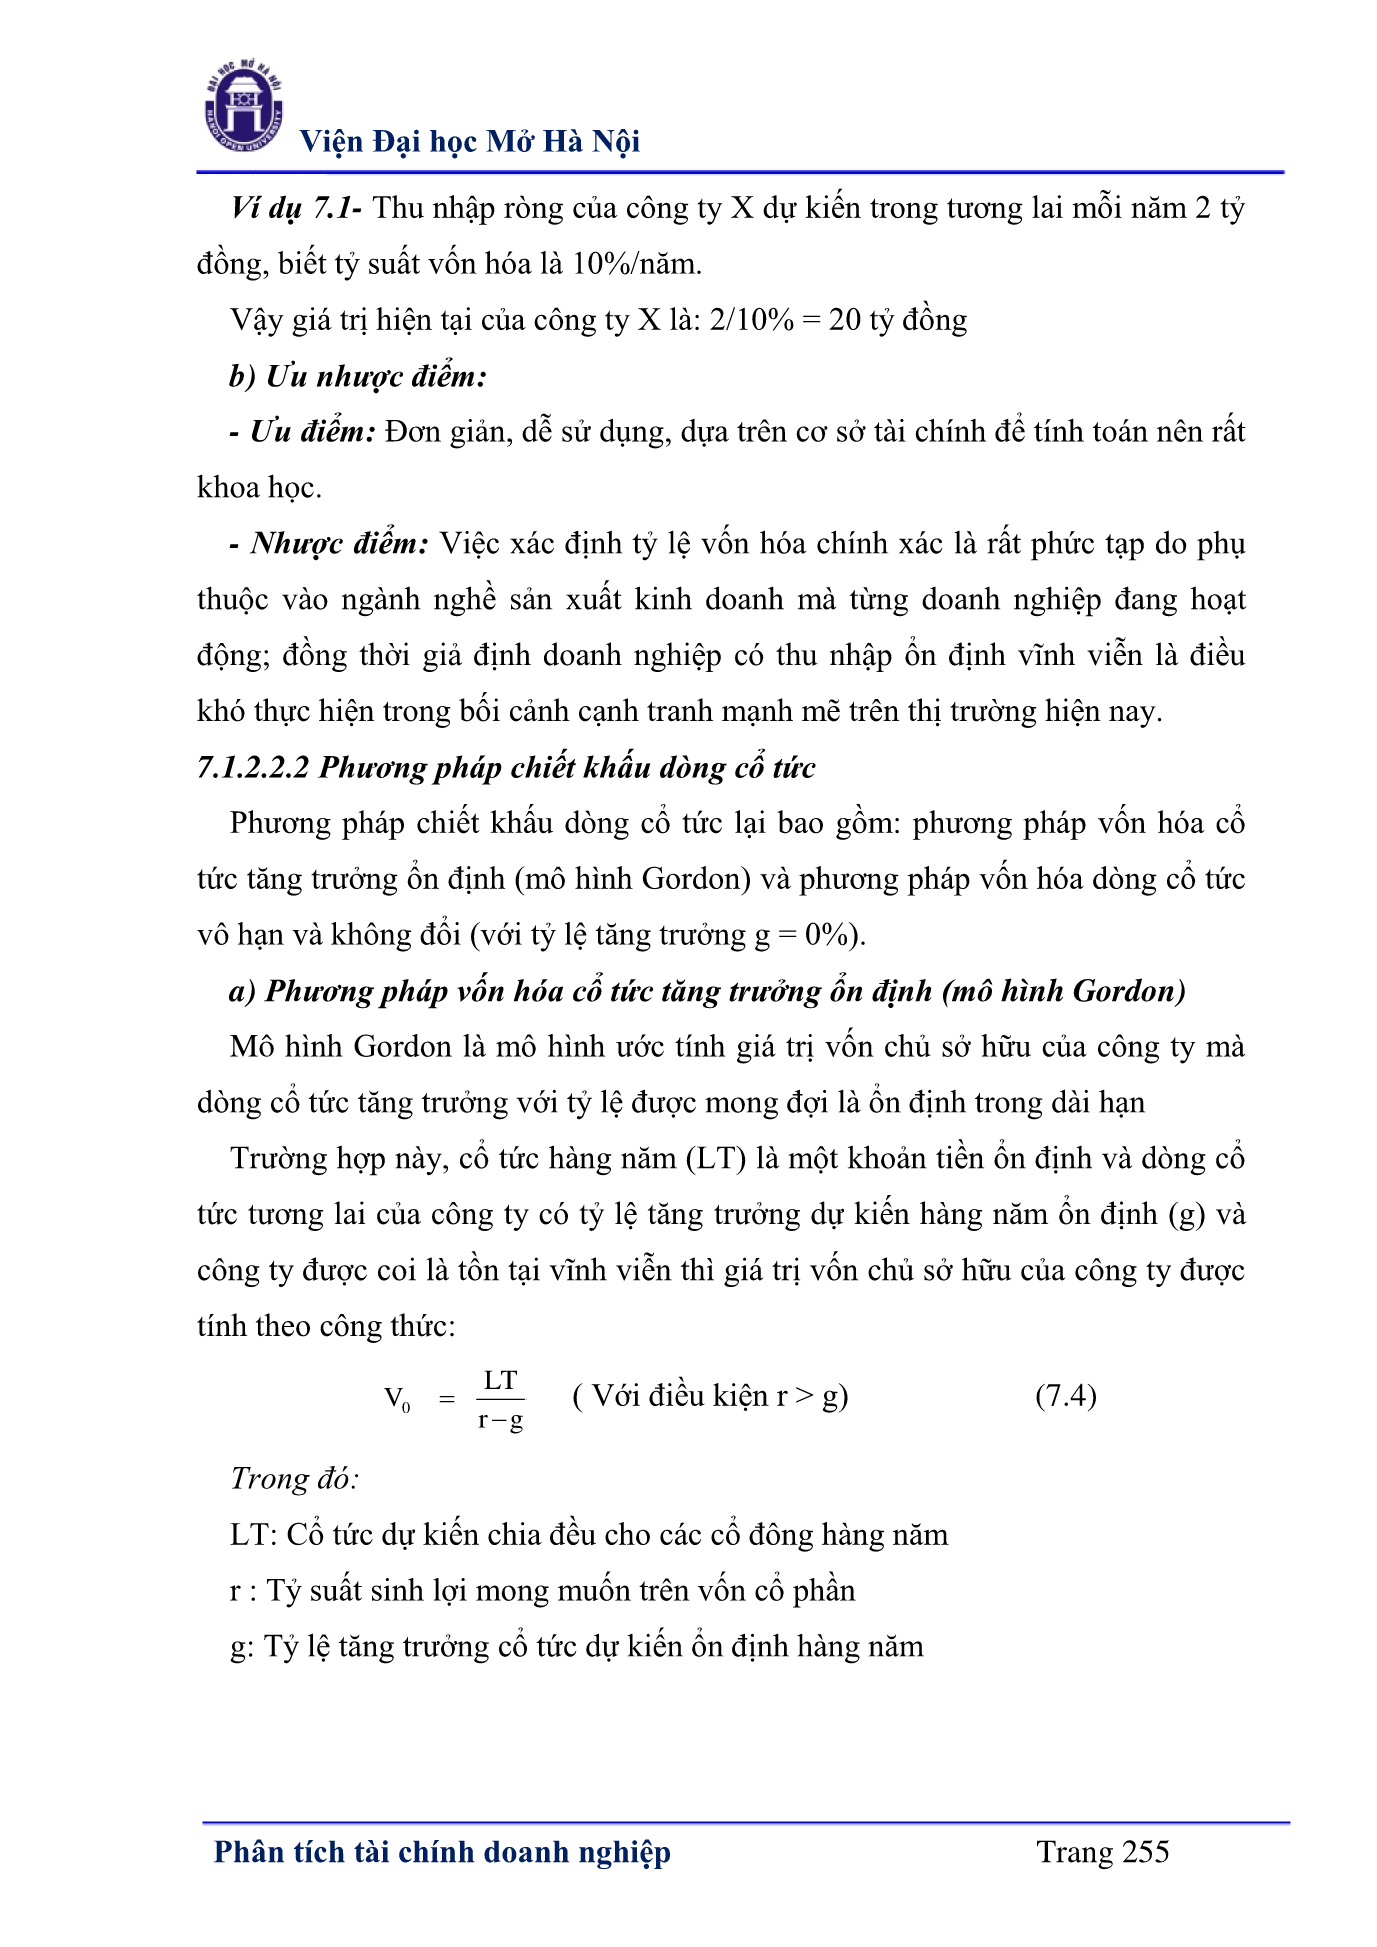 ĐẠI HỌC MỞ HÀ NỘI
HANOI OPEN UNIVERSITY
Viện Đại học Mở Hà Nội
Ví dụ 7.1- Thu nhập ròng của công ty X dự kiến trong tương lai mỗi năm 2 tỷ
đồng, biết tỷ suất vốn hóa là 10%/năm.
Vậy giá trị hiện tại của công ty X là: 2/10% = 20 tỷ đồng
b) Ưu nhược điểm:
- Ưu điểm: Đơn giản, dễ sử dụng, dựa trên cơ sở tài chính để tính toán nên rất
khoa học.
- Nhược điểm: Việc xác định tỷ lệ vốn hóa chính xác là rất phức tạp do phụ
thuộc vào ngành nghề sản xuất kinh doanh mà từng doanh nghiệp đang hoạt
động; đồng thời giả định doanh nghiệp có thu nhập ổn định vĩnh viễn là điều
khó thực hiện trong bối cảnh cạnh tranh mạnh mẽ trên thị trường hiện nay.
7.1.2.2.2 Phương pháp chiết khấu dòng cổ tức
Phương pháp chiết khấu dòng cổ tức lại bao gồm: phương pháp vốn hóa cổ
tức tăng trưởng ổn định (mô hình Gordon) và phương pháp vốn hóa dòng cổ tức
vô hạn và không đổi (với tỷ lệ tăng trưởng g = 0%).
a) Phương pháp vốn hóa cổ tức tăng trưởng ổn định (mô hình Gordon)
Mô hình Gordon là mô hình ước tính giá trị vốn chủ sở hữu của công ty mà
dòng cổ tức tăng trưởng với tỷ lệ được mong đợi là ổn định trong dài hạn
Trường hợp này, cổ tức hàng năm (LT) là một khoản tiền ổn định và dòng cổ
tức tương lai của công ty có tỷ lệ tăng trưởng dự kiến hàng năm ổn định (g) và
công ty được coi là tồn tại vĩnh viễn thì giá trị vốn chủ sở hữu của công ty được
tính theo công thức:
V₀ = LT / (r – g) ( Với điều kiện r > g) (7.4)
Trong đó:
LT: Cổ tức dự kiến chia đều cho các cổ đông hàng năm
r : Tỷ suất sinh lợi mong muốn trên vốn cổ phần
g: Tỷ lệ tăng trưởng cổ tức dự kiến ổn định hàng năm
Phân tích tài chính doanh nghiệp Trang 255